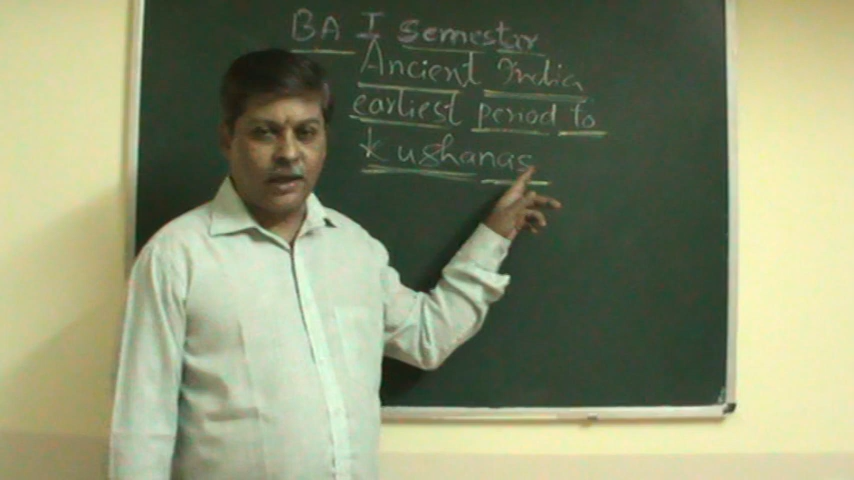 BA I Semester
Ancient India
earliest period to
Kushanas